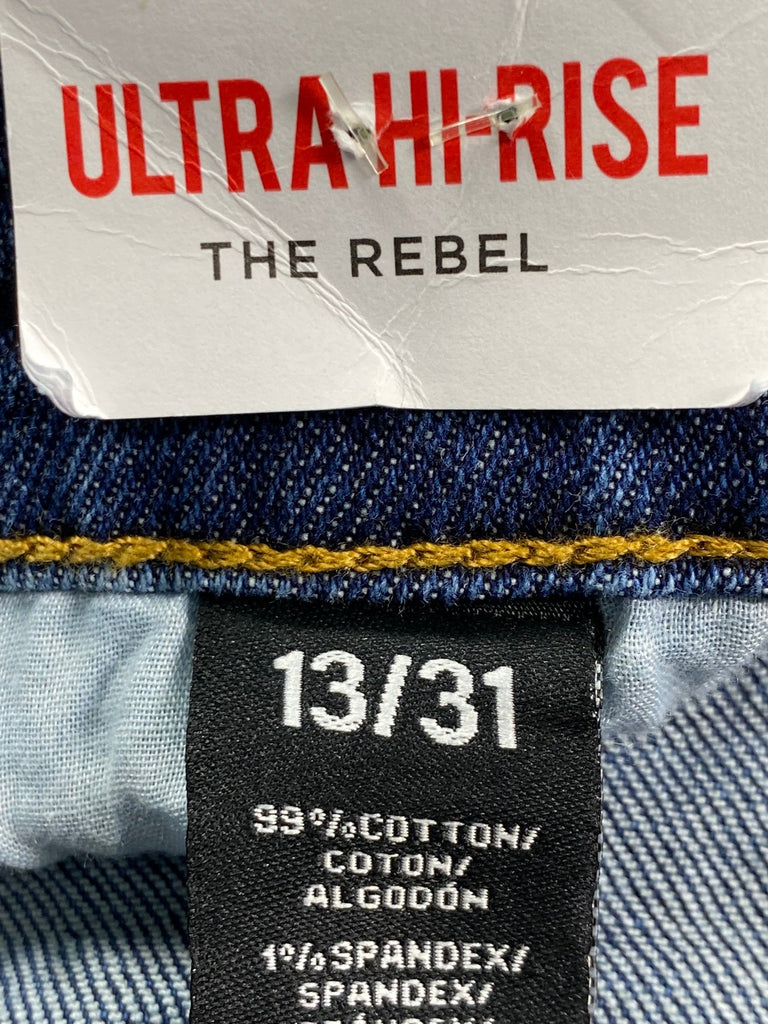 ULTRA HI-RISE
THE REBEL
13/31
99%COTTON/
COTON/
ALGODÓN
1%SPANDEX/
SPANDEX/